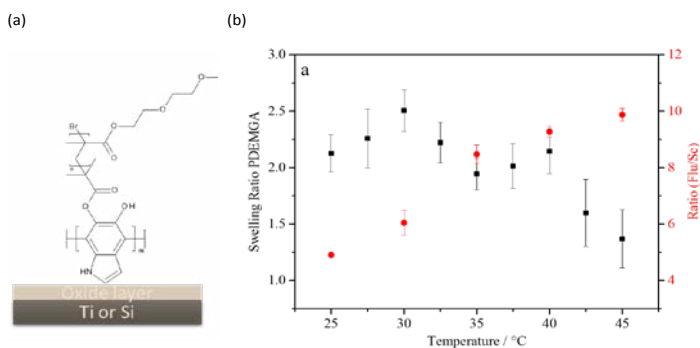 (a)
(b)
Br
O
O
O
O
n
O
O
O
OH
m
HN
Oxide layer
Ti or Si
a
3.0
2.5
2.0
1.5
1.0
Swelling Ratio PDEMGA
12
10
8
6
4
Ratio (Flu/Sc)
25 30 35 40 45
Temperature / °C